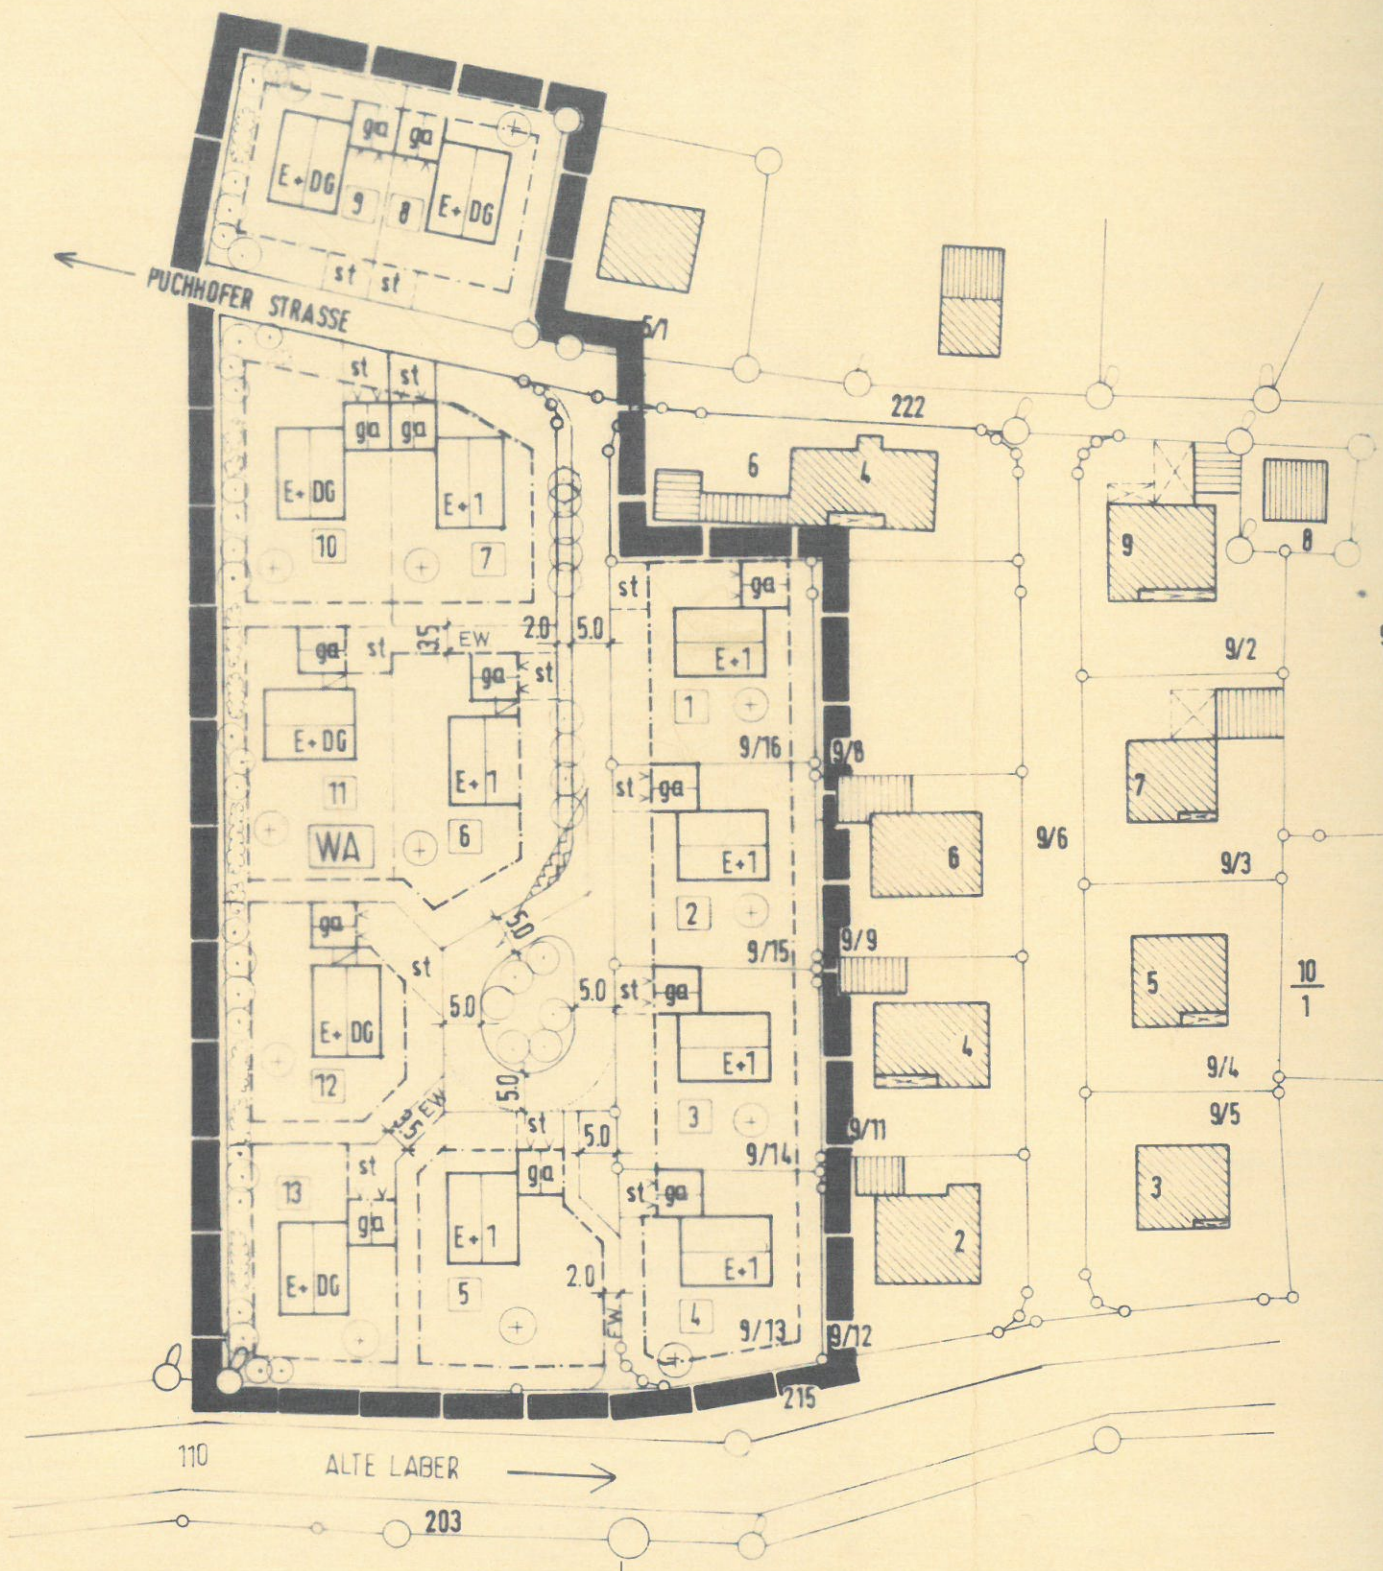 ga
ga
E+DG
9
8
E+DG
st
st
PUCHHOFER STRASSE
5/1
st
st
222
ga
ga
6
4
E+DG
E+1
9
8
10
7
st
ga
3.5
EW
2.0
5.0
ga
st
E+1
9/2
ga
st
1
E+DG
9/16
9/8
E+1
7
st
ga
11
6
9/6
WA
E+1
6
9/3
ga
2
5.0
9/15
9/9
st
10
1
5.0
5.0
st
ga
5
E+DG
4
E+1
9/4
12
5.0
EW
3.5
3
9/5
st
5.0
9/11
9/14
st
ga
st
ga
3
13
ga
E+1
2
E+DG
2.0
E+1
5
EW
4
9/13
9/12
215
110
ALTE LABER
203